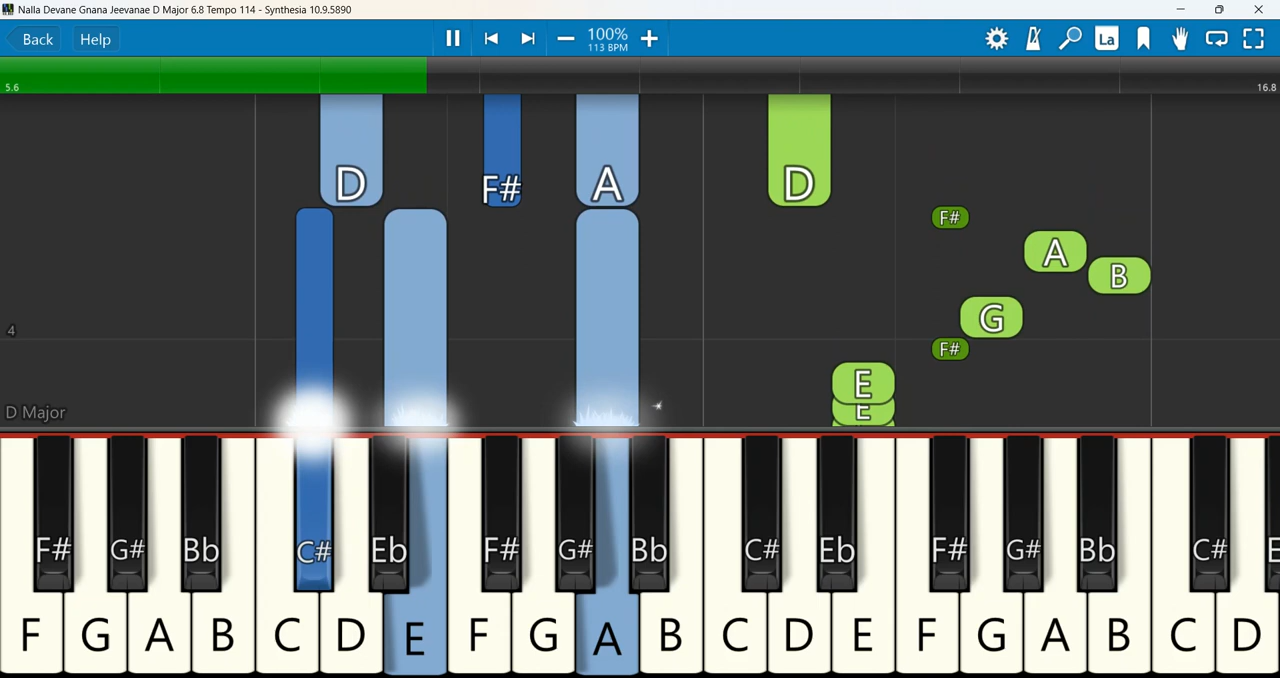 Nalla Devane Gnana Jeevanae D Major 6.8 Tempo 114 - Synthesia 10.9.5890
Back Help 100% La
113 BPM
5.6 16.8
D F# A D
F#
A
B
G
4
F#
E
D Major E
F# G# Bb C# Eb F# G# Bb C# Eb F# G# Bb C# E
F G A B C D E F G A B C D E F G A B C D